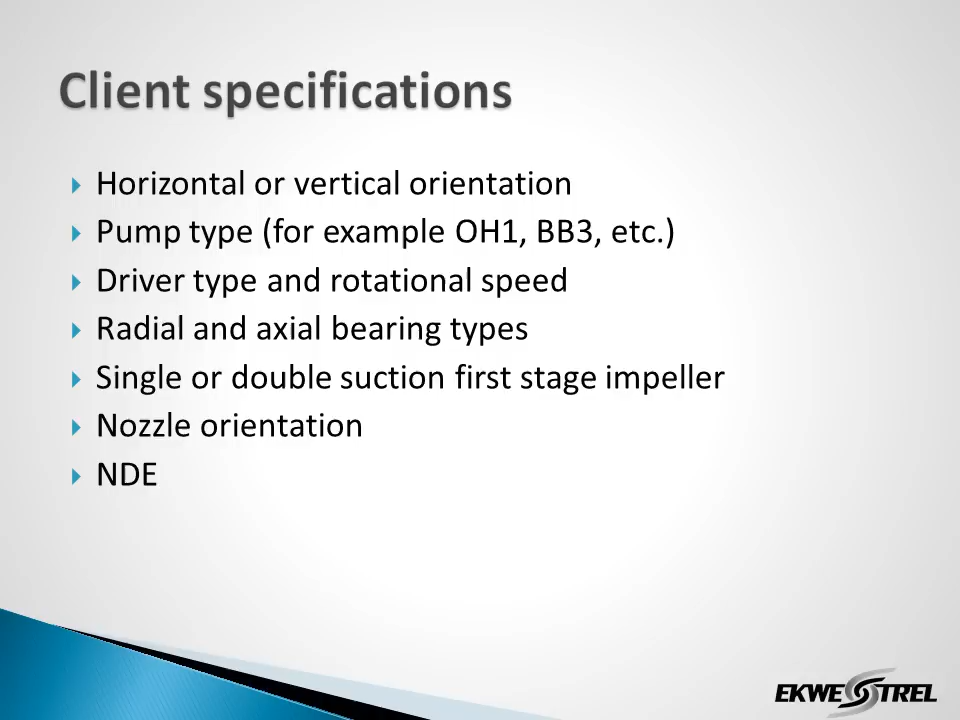 Client specifications
Horizontal or vertical orientation
Pump type (for example OH1, BB3, etc.)
Driver type and rotational speed
Radial and axial bearing types
Single or double suction first stage impeller
Nozzle orientation
NDE
EKWESTREL